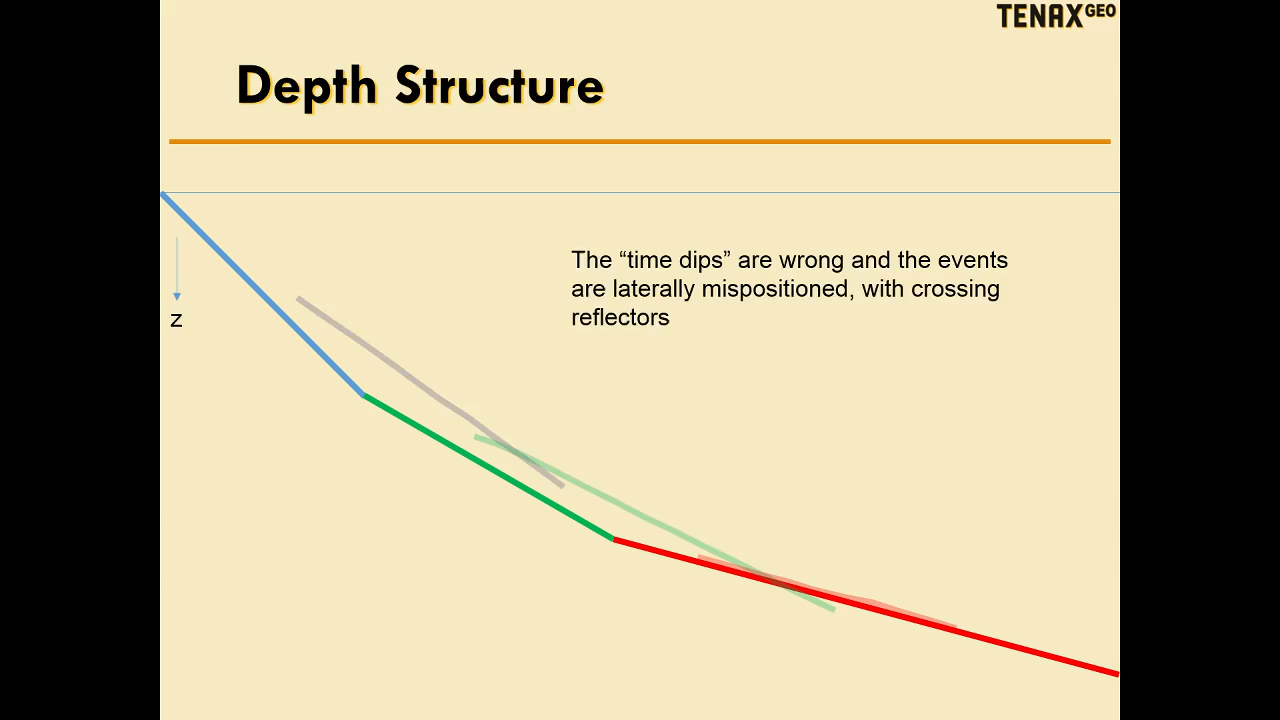 TENAXGEO
Depth Structure
The “time dips” are wrong and the events
are laterally mispositioned, with crossing
reflectors
z